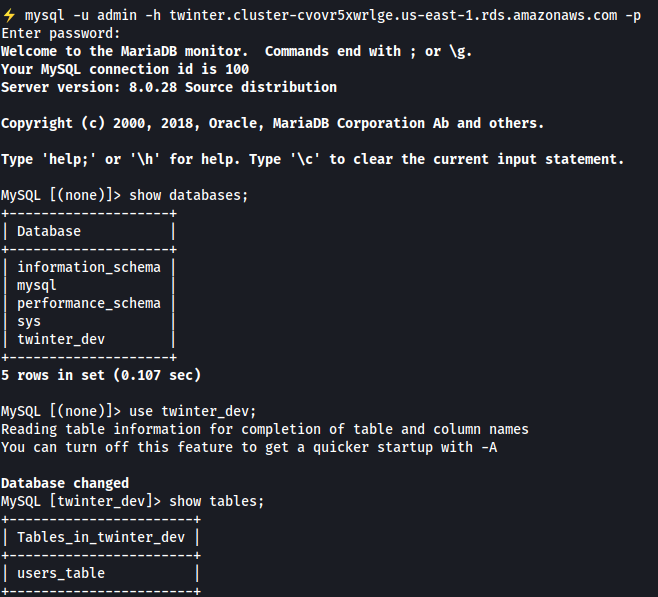 ⚡ mysql -u admin -h twinter.cluster-cvovr5xwrlge.us-east-1.rds.amazonaws.com -p
Enter password:
Welcome to the MariaDB monitor.  Commands end with ; or \g.
Your MySQL connection id is 100
Server version: 8.0.28 Source distribution

Copyright (c) 2000, 2018, Oracle, MariaDB Corporation Ab and others.

Type 'help;' or '\h' for help. Type '\c' to clear the current input statement.

MySQL [(none)]> show databases;
+--------------------+
| Database           |
+--------------------+
| information_schema |
| mysql              |
| performance_schema |
| sys                |
| twinter_dev        |
+--------------------+
5 rows in set (0.107 sec)

MySQL [(none)]> use twinter_dev;
Reading table information for completion of table and column names
You can turn off this feature to get a quicker startup with -A

Database changed
MySQL [twinter_dev]> show tables;
+-----------------------+
| Tables_in_twinter_dev |
+-----------------------+
| users_table           |
+-----------------------+